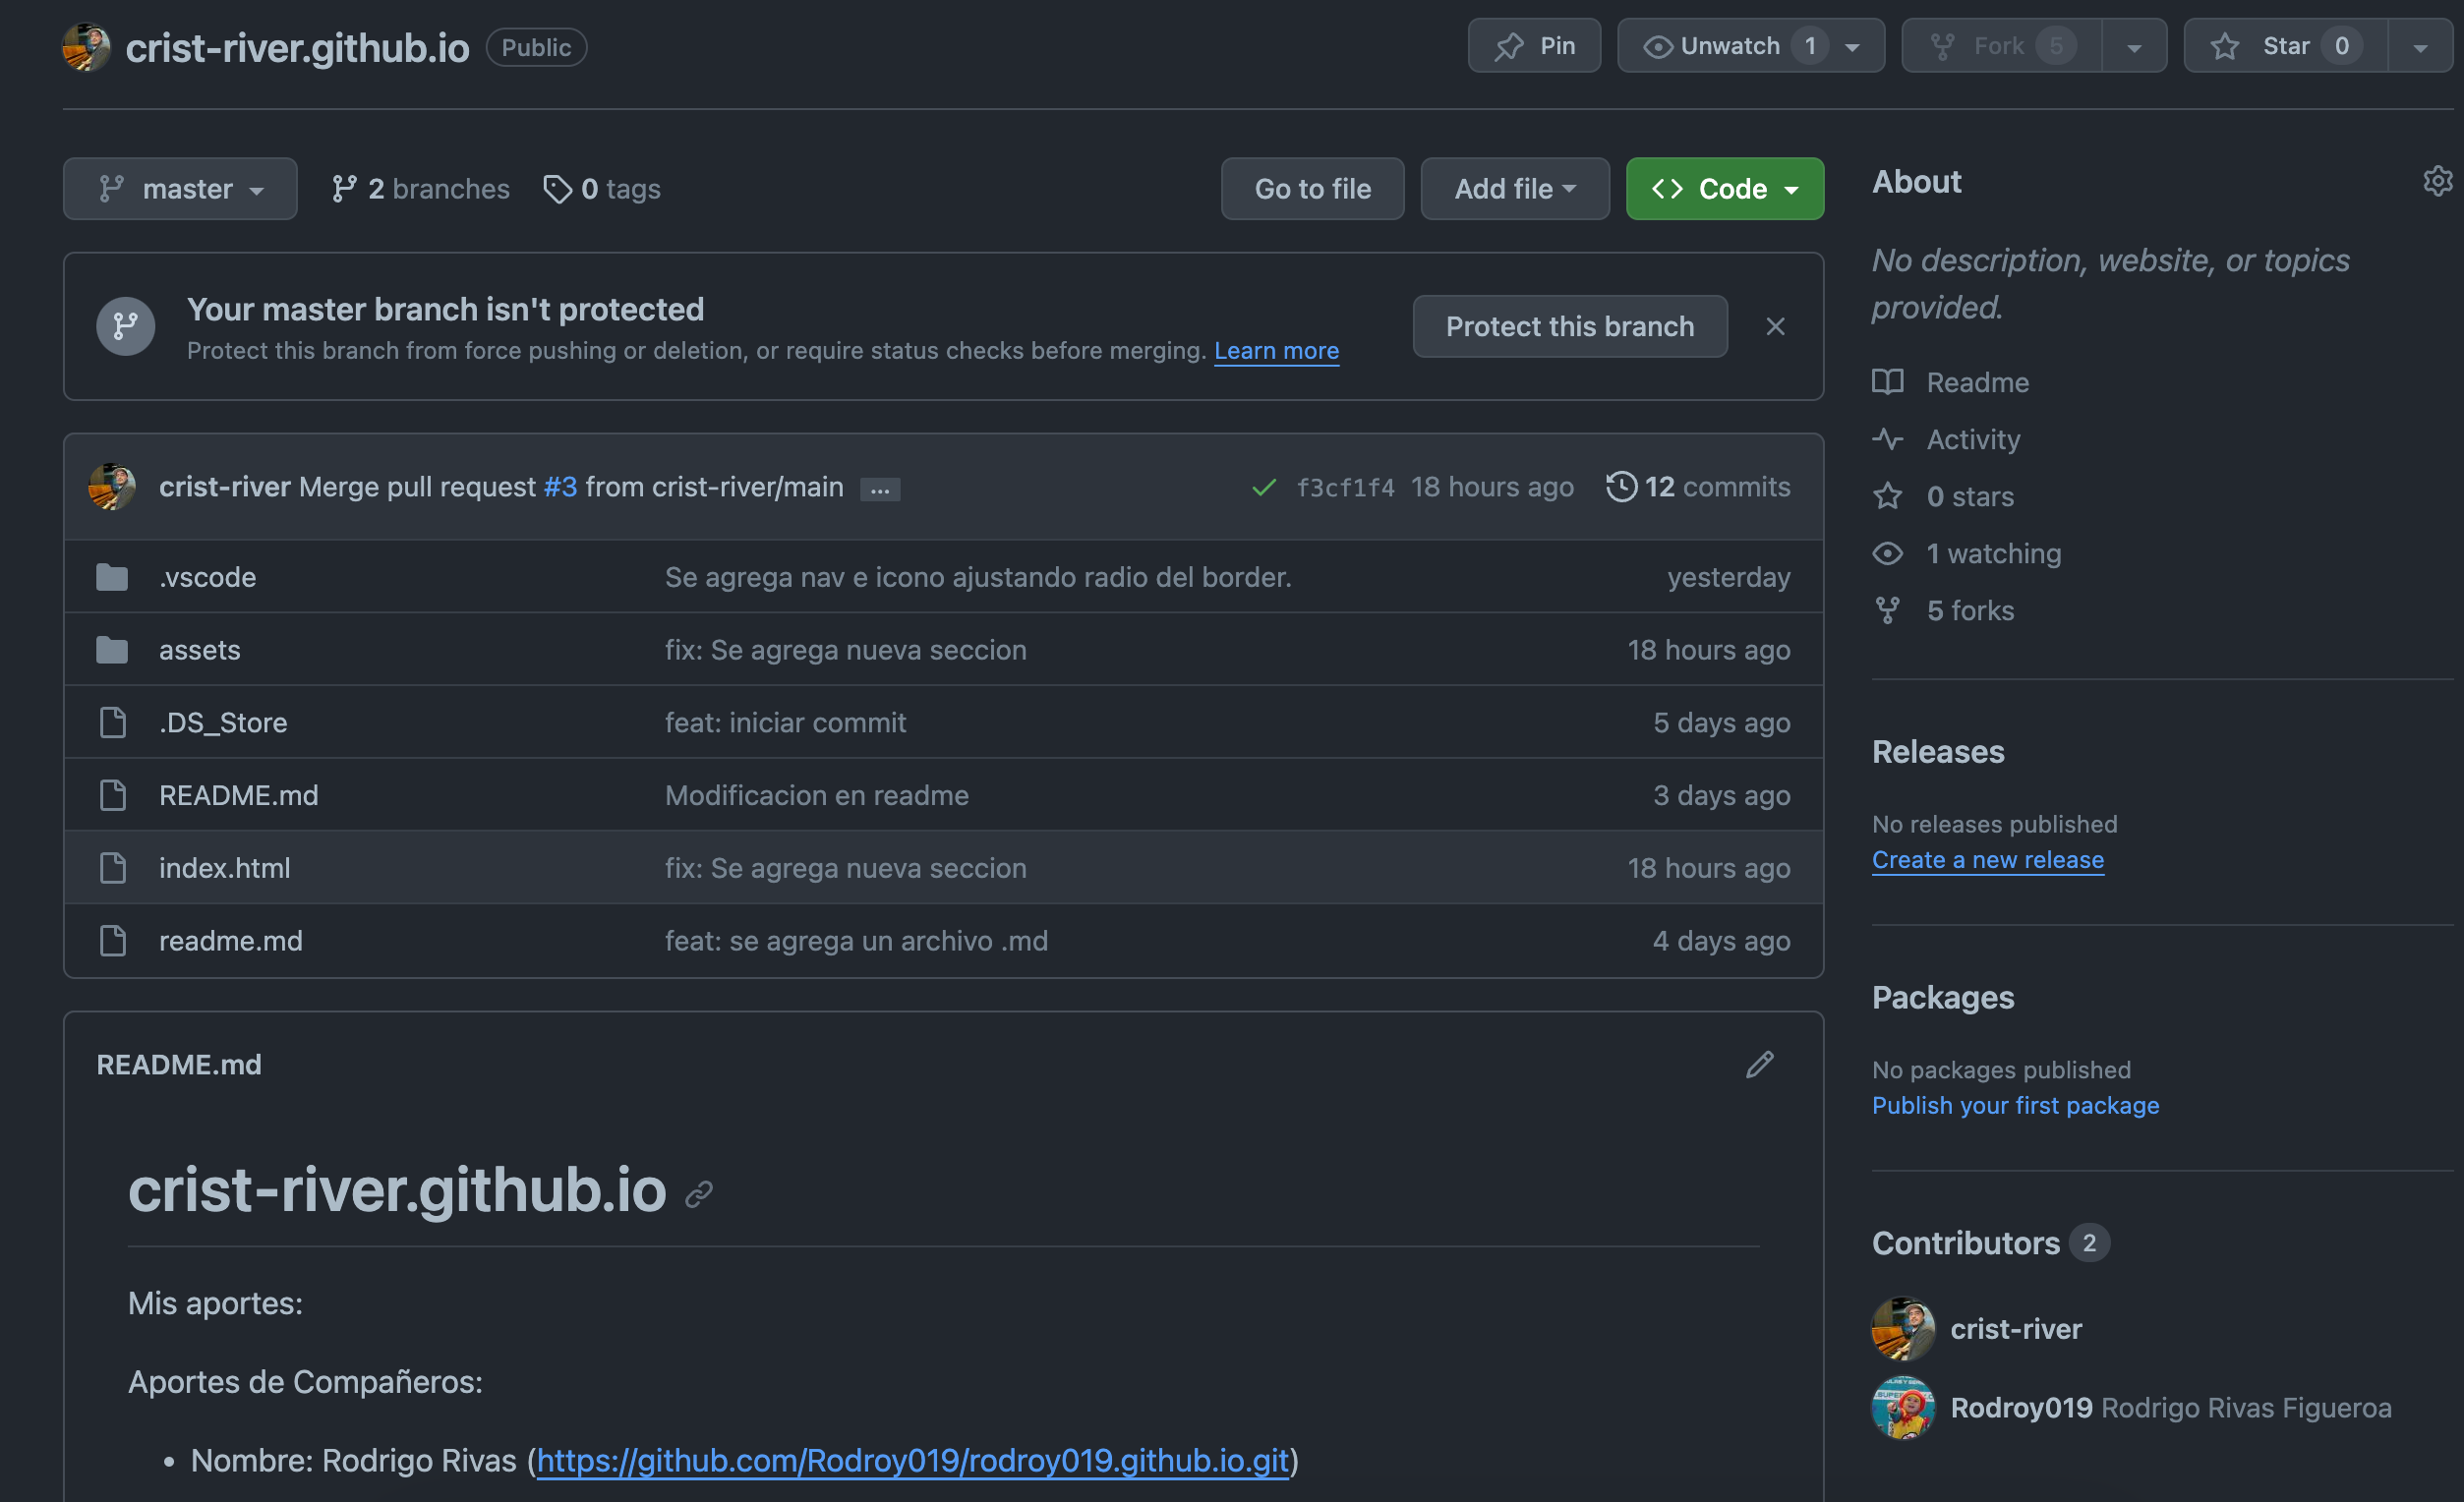 crist-river.github.io Public Pin Unwatch 1 Fork 5 Star 0
master 2 branches 0 tags Go to file Add file <> Code
Your master branch isn't protected
Protect this branch from force pushing or deletion, or require status checks before merging. Learn more
Protect this branch
crist-river Merge pull request #3 from crist-river/main ... f3cf1f4 18 hours ago 12 commits
.vscode Se agrega nav e icono ajustando radio del border. yesterday
assets fix: Se agrega nueva seccion 18 hours ago
.DS_Store feat: iniciar commit 5 days ago
README.md Modificacion en readme 3 days ago
index.html fix: Se agrega nueva seccion 18 hours ago
readme.md feat: se agrega un archivo .md 4 days ago
README.md
crist-river.github.io
Mis aportes:
Aportes de Compañeros:
• Nombre: Rodrigo Rivas (https://github.com/Rodroy019/rodroy019.github.io.git)
About
No description, website, or topics
provided.
Readme
Activity
0 stars
1 watching
5 forks
Releases
No releases published
Create a new release
Packages
No packages published
Publish your first package
Contributors 2
crist-river
Rodroy019 Rodrigo Rivas Figueroa